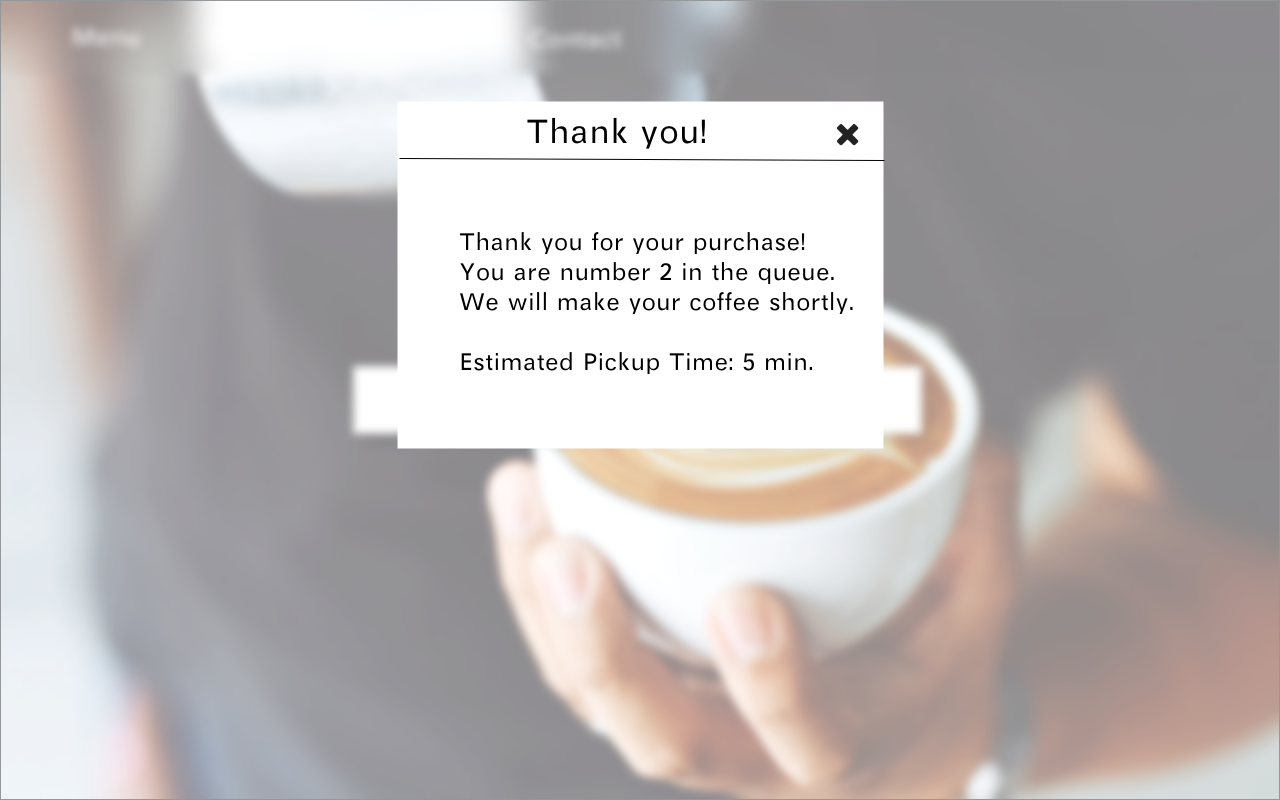 Menu Contact
Thank you!
Thank you for your purchase!
You are number 2 in the queue.
We will make your coffee shortly.
Estimated Pickup Time: 5 min.